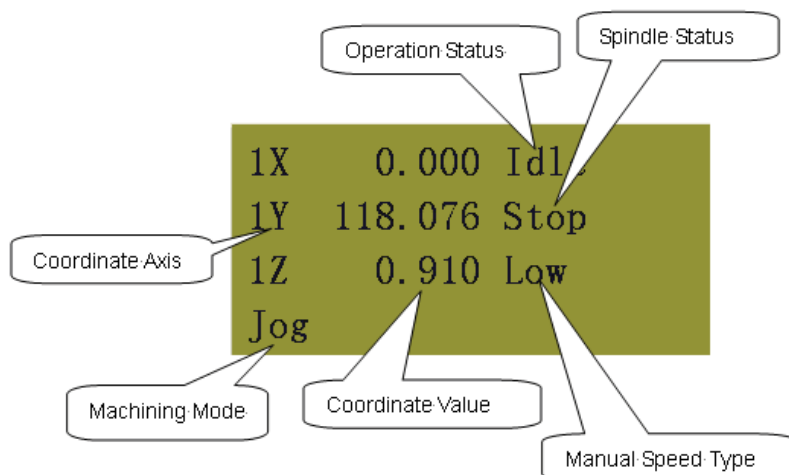 Operation Status
Spindle Status
1X 0.000 Idle
1Y 118.076 Stop
Coordinate Axis
1Z 0.910 Low
Jog
Machining Mode
Coordinate Value
Manual Speed Type